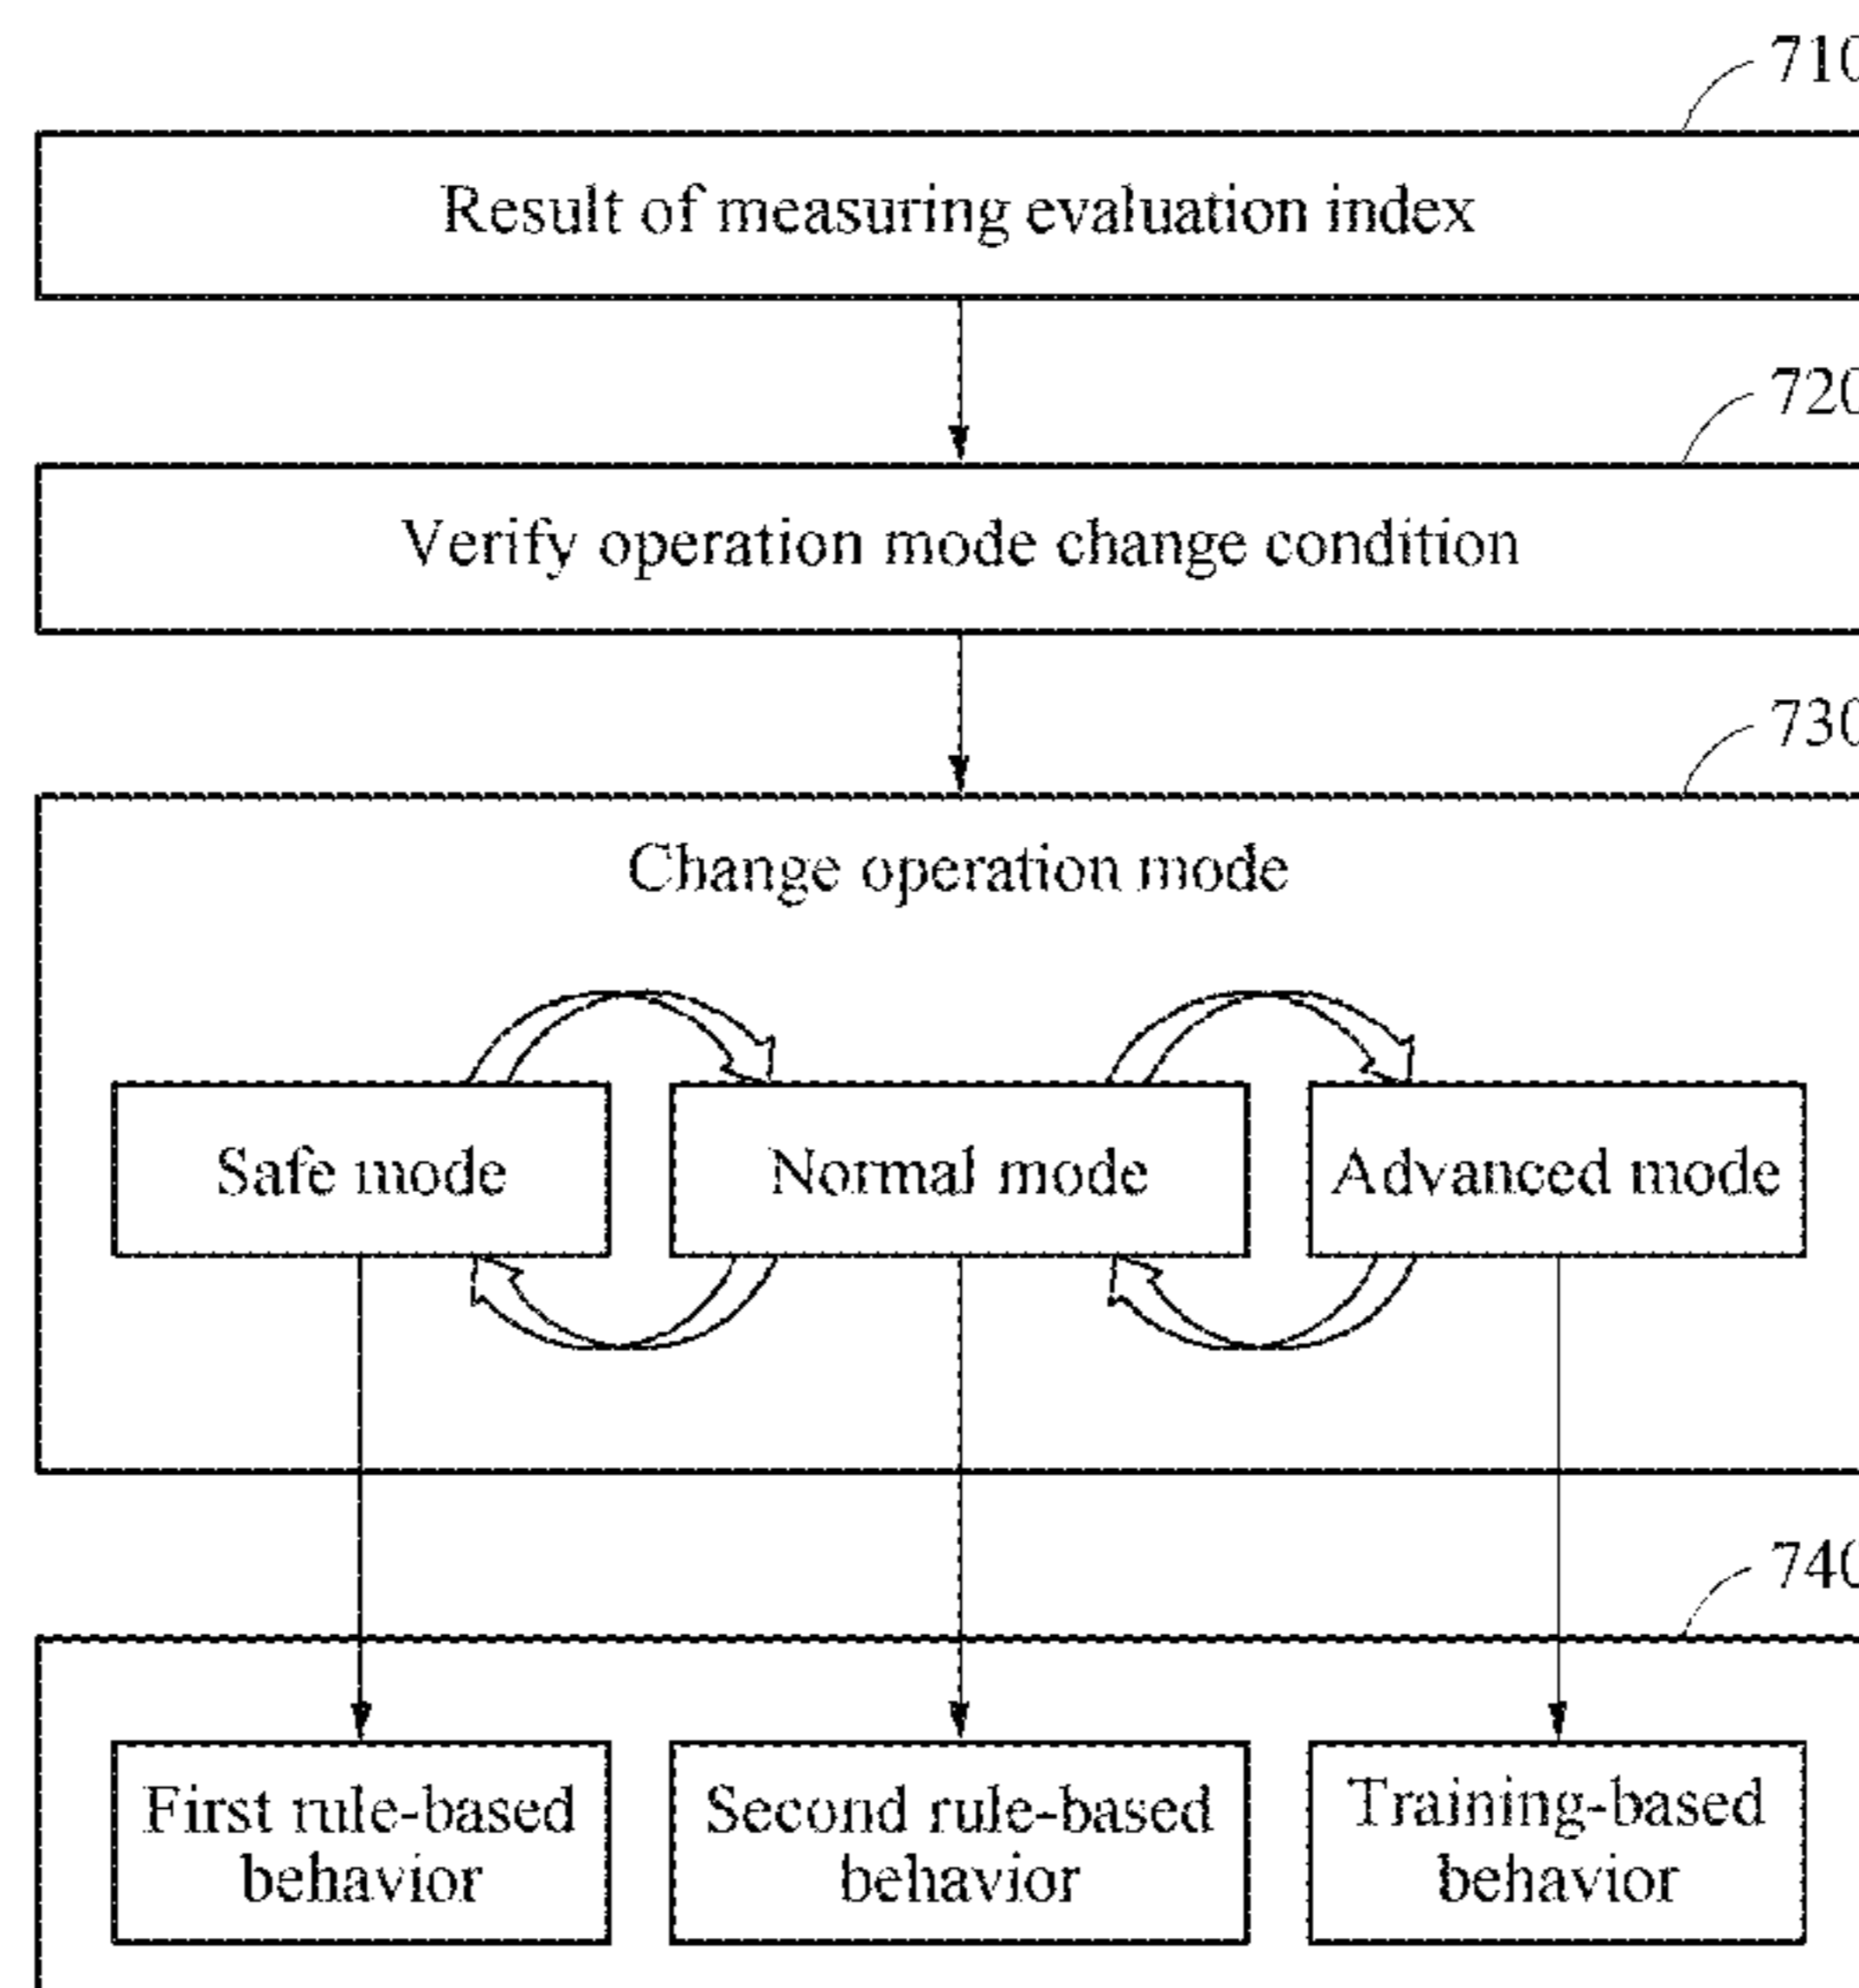 710
Result of measuring evaluation index
720
Verify operation mode change condition
730
Change operation mode
Safe mode
Normal mode
Advanced mode
740
First rule-based
behavior
Second rule-based
behavior
Training-based
behavior